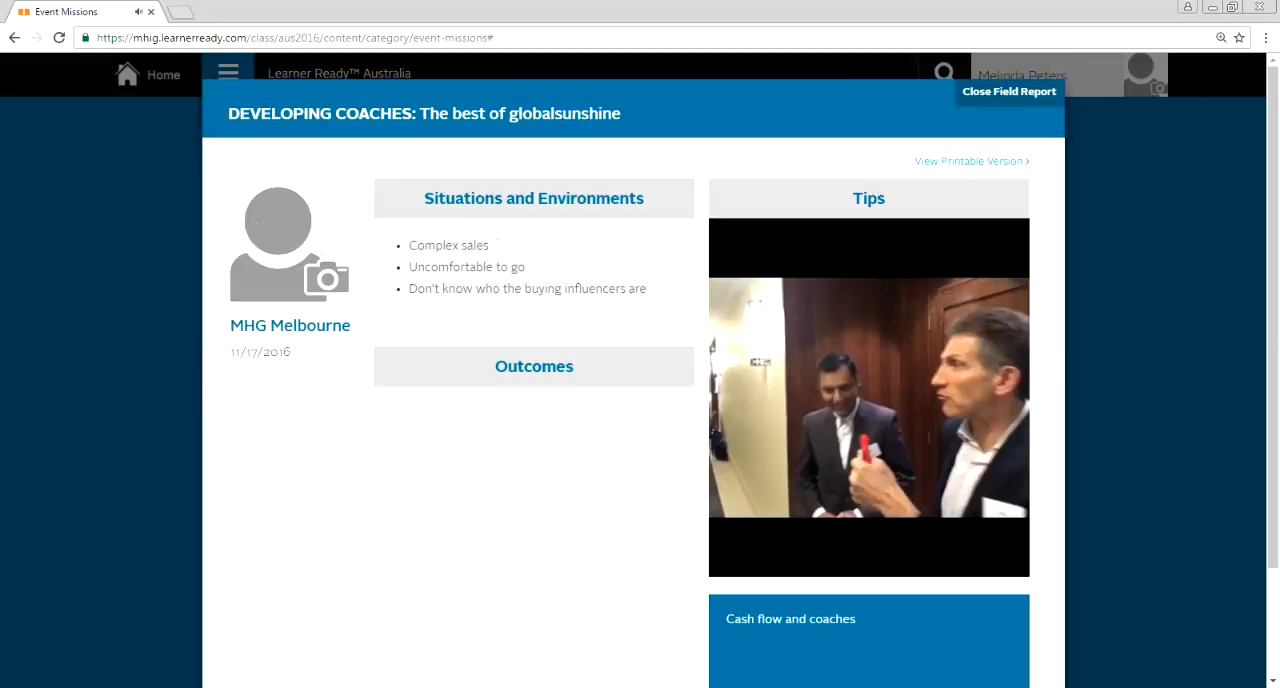 Event Missions
https://mhig.learnerready.com/class/aus2016/content/category/event-missions#
Home
Learner Ready™ Australia
Melinda Peters
Close Field Report
DEVELOPING COACHES: The best of globalsunshine
View Printable Version >
MHG Melbourne
11/17/2016
Situations and Environments
• Complex sales
• Uncomfortable to go
• Don't know who the buying influencers are
Outcomes
Tips
Cash flow and coaches